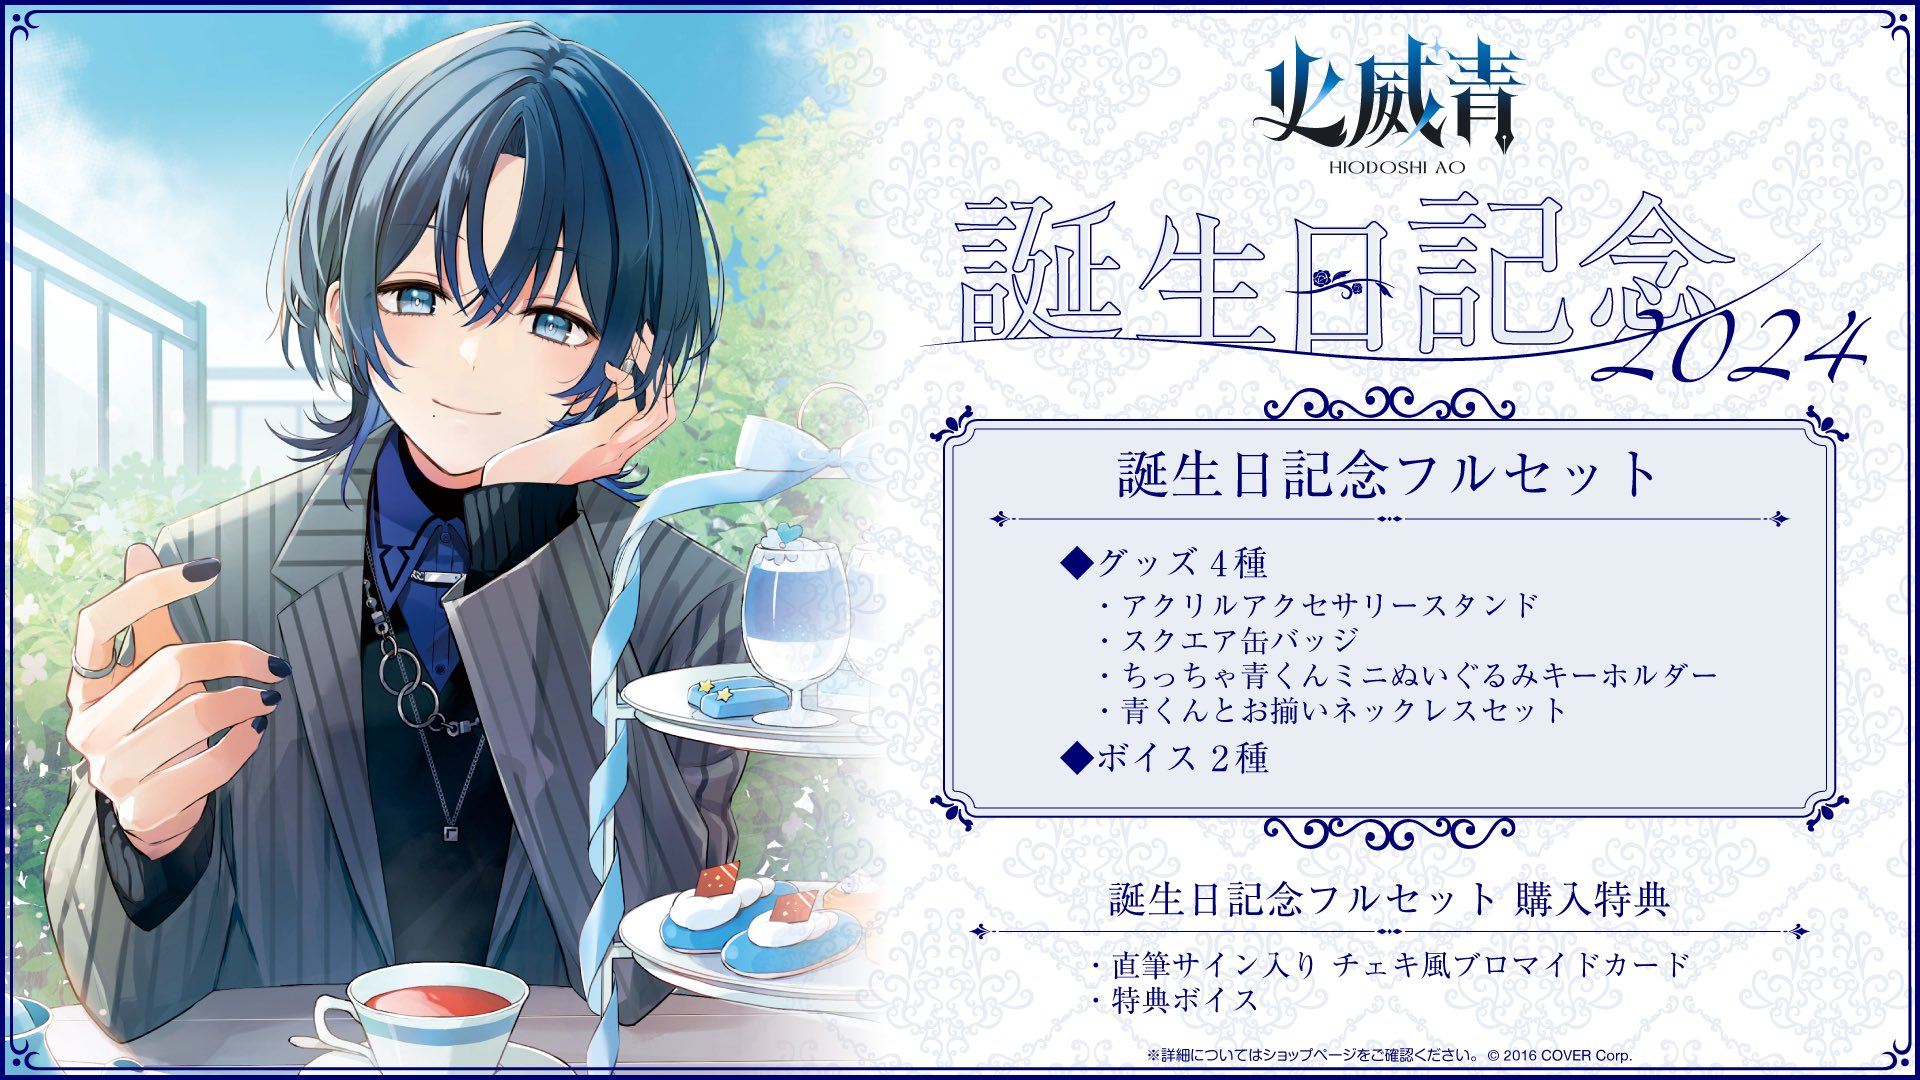 火威青
HIODOSHI AO
誕生日記念
2024
誕生日記念フルセット
◆グッズ 4種
・アクリルアクセサリースタンド
・スクエア缶バッジ
・ちっちゃ青くんミニぬいぐるみキーホルダー
・青くんとお揃いネックレスセット
◆ボイス 2種
誕生日記念フルセット 購入特典
・直筆サイン入り チェキ風ブロマイドカード
・特典ボイス
※詳細についてはショップページをご確認ください。 © 2016 COVER Corp.